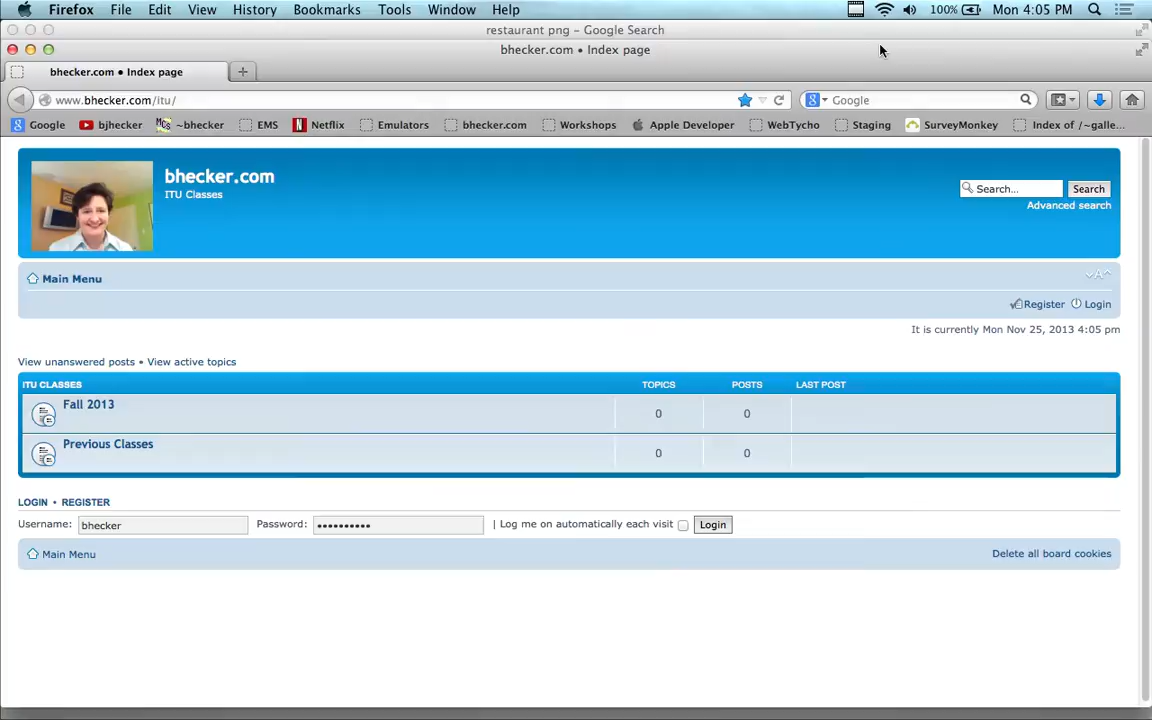 Firefox File Edit View History Bookmarks Tools Window Help 100% Mon 4:05 PM
restaurant png - Google Search
bhecker.com • Index page
bhecker.com • Index page
www.bhecker.com/itu/ Google
Google bjhecker ~bhecker EMS Netflix Emulators bhecker.com Workshops Apple Developer WebTycho Staging SurveyMonkey Index of /~galle...
bhecker.com
ITU Classes
Search... Search
Advanced search
Main Menu
Register Login
It is currently Mon Nov 25, 2013 4:05 pm
View unanswered posts • View active topics
ITU CLASSES TOPICS POSTS LAST POST
Fall 2013 0 0
Previous Classes 0 0
LOGIN • REGISTER
Username: bhecker Password: •••••••••• | Log me on automatically each visit Login
Main Menu Delete all board cookies